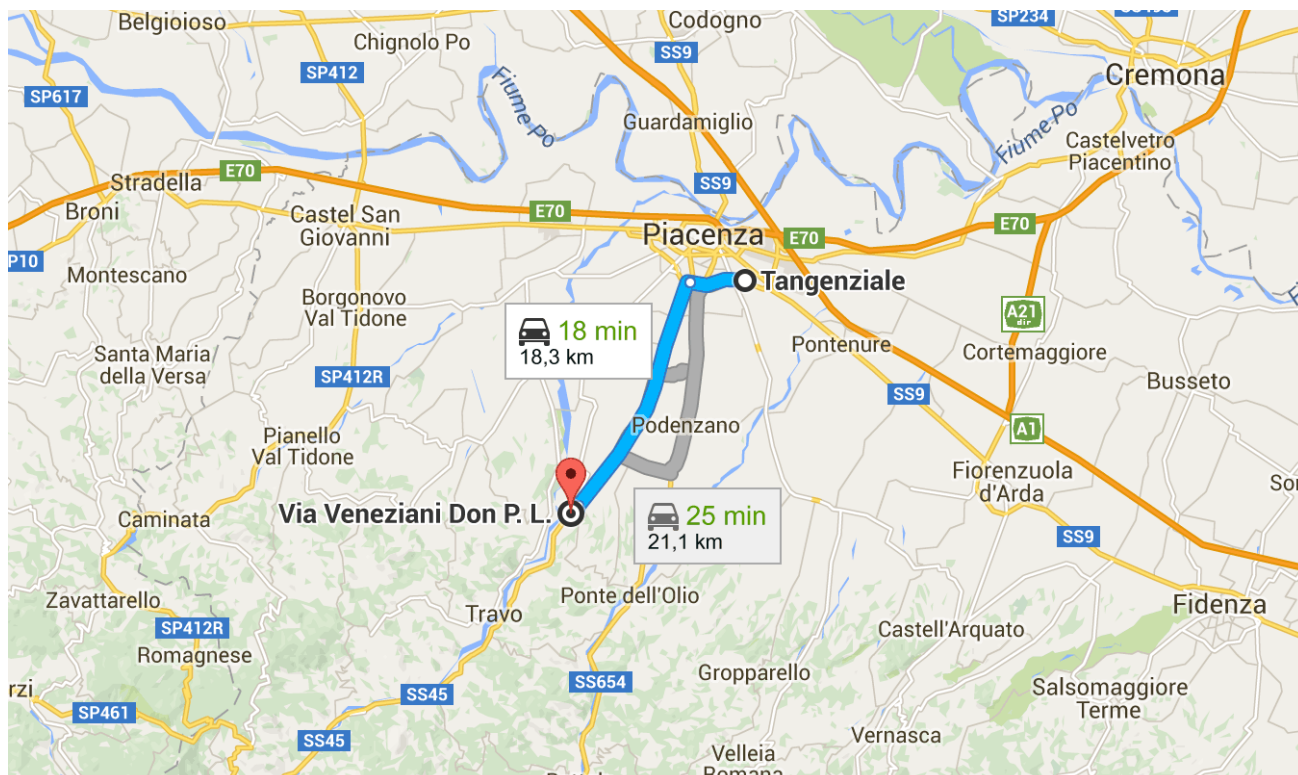 Belgioioso
Codogno
SP234
Chignolo Po
SS9
SP412
Cremona
SP617
Fiume Po
Guardamiglio
Fiume Po
Castelvetro
Piacentino
Stradella
E70
SS9
Broni
Castel San
Giovanni
E70
Piacenza
E70
E70
P10
Montescano
Tangenziale
Borgonovo
Val Tidone
A21
dir
18 min
18,3 km
Pontenure
Cortemaggiore
Santa Maria
della Versa
SP412R
Busseto
SS9
Podenzano
A1
Pianello
Val Tidone
Fiorenzuola
d'Arda
Via Veneziani Don P. L.
25 min
21,1 km
Caminata
SS9
Zavattarello
Ponte dell'Olio
Travo
Fidenza
SP412R
Castell'Arquato
Romagnese
Gropparello
SS654
SS45
Salsomaggiore
Terme
SP461
SS45
Vernasca
Velleia
Romana